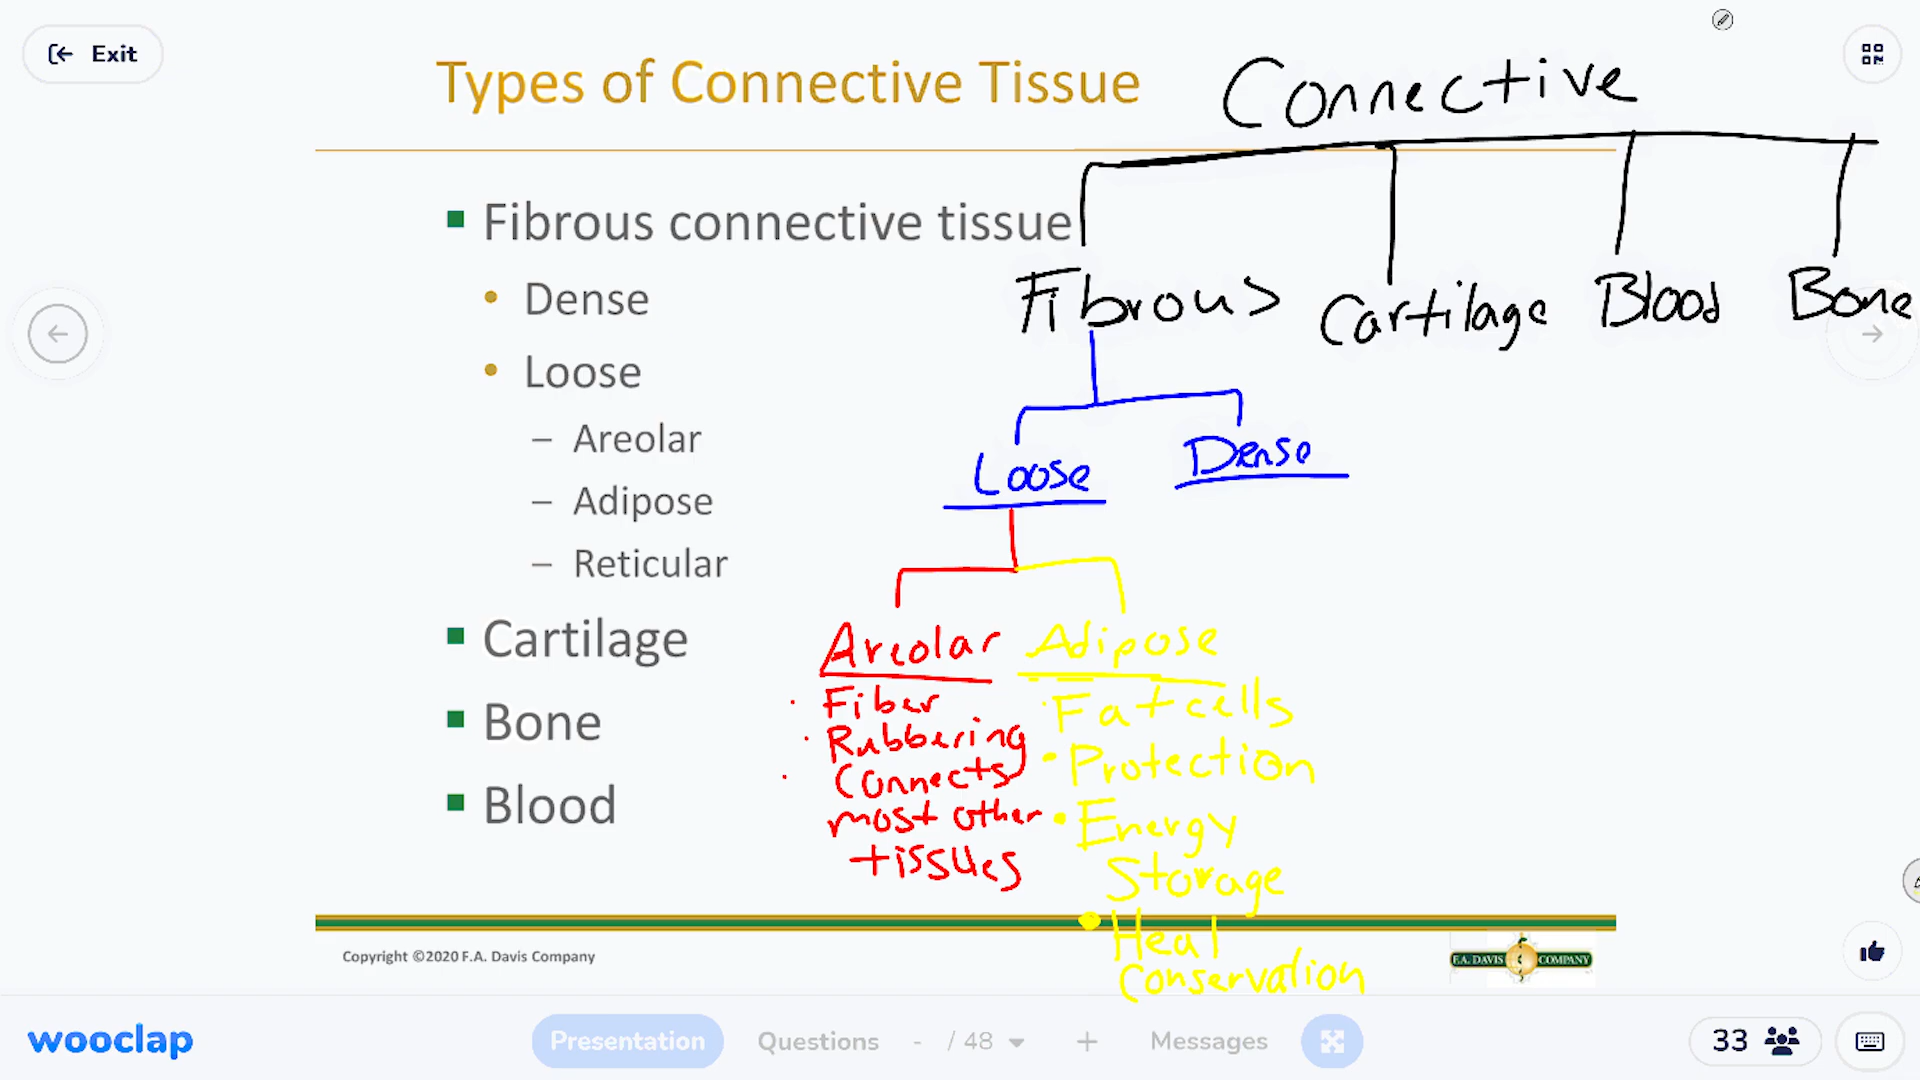 Exit
Types of Connective Tissue
Connective
Fibrous connective tissue
Dense
Loose
– Areolar
– Adipose
– Reticular
Cartilage
Bone
Blood
Fibrous
Cartilage
Blood
Bone
Loose
Dense
Areolar
· Fiber
· Rubbering
· Connects
most other
tissues
Adipose
· Fat cells
• Protection
• Energy
Storage
• Heal
Conservation
Copyright ©2020 F.A. Davis Company
F.A. DAVIS COMPANY
wooclap
Presentation
Questions
- / 48
+
Messages
33